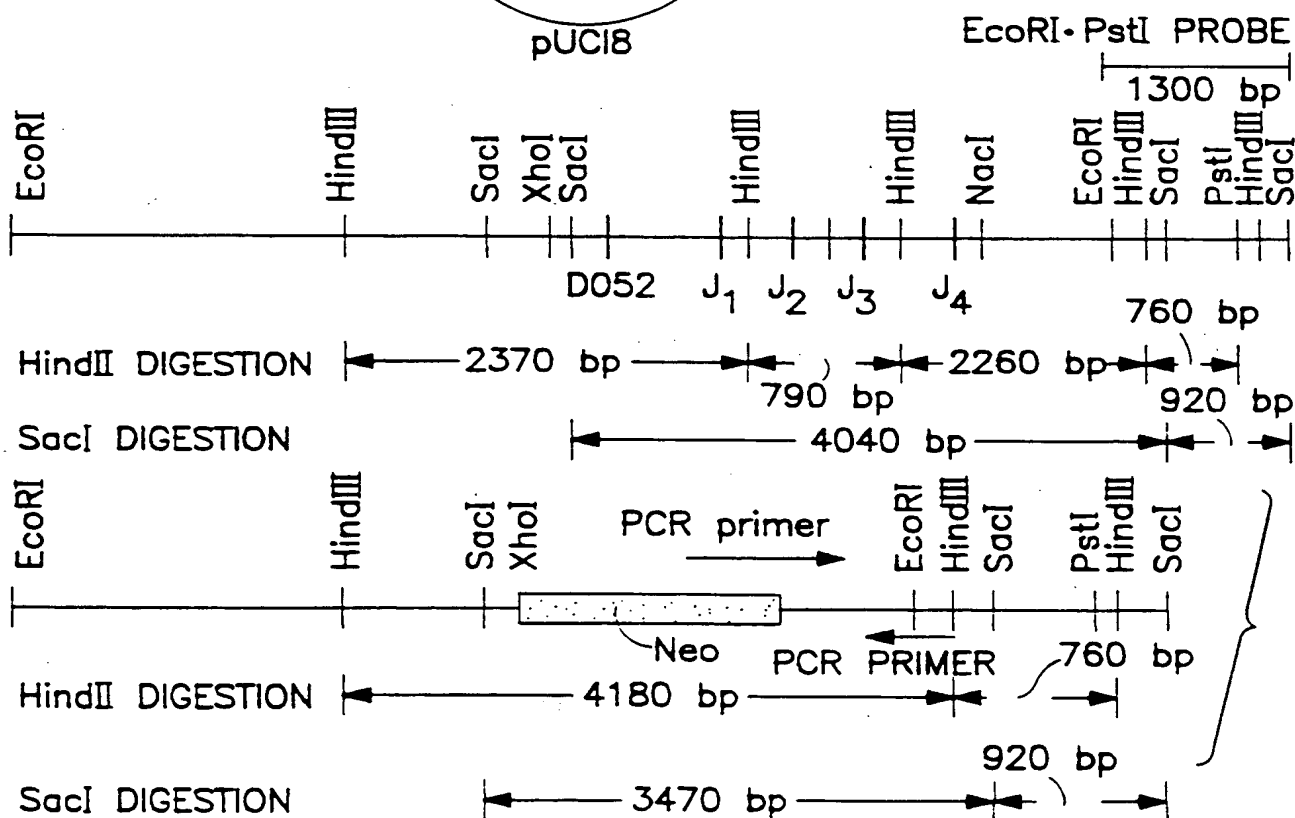 pUC18
EcoRI•PstI PROBE
1300 bp
EcoRI
HindIII
SacI
XhoI
SacI
HindIII
HindIII
NacI
EcoRI
HindIII
SacI
PstI
HindIII
SacI
D052 J1 J2 J3 J4
760 bp
HindII DIGESTION 2370 bp 2260 bp
790 bp 920 bp
SacI DIGESTION 4040 bp
EcoRI
HindIII
SacI
XhoI
PCR primer
EcoRI
HindIII
SacI
PstI
HindIII
SacI
Neo PCR PRIMER 760 bp
HindII DIGESTION 4180 bp
920 bp
SacI DIGESTION 3470 bp